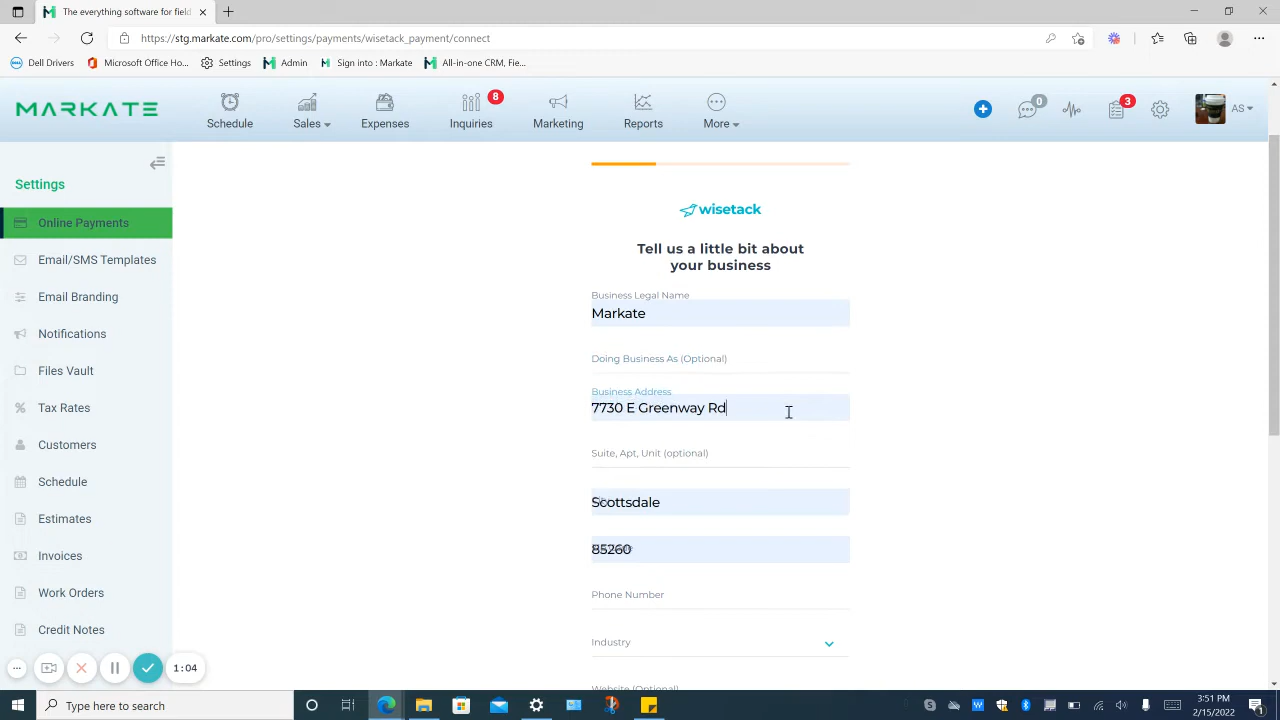 The payments software for field
https://stg.markate.com/pro/settings/payments/wisetack_payment/connect
Dell Drivers
Microsoft Office Ho...
Settings
Admin
Sign into : Markate
All-in-one CRM, Fie...
MARKATE
Schedule
Sales
Expenses
8
Inquiries
Marketing
Reports
More
0
3
AS
Settings
Online Payments
Email/SMS Templates
Email Branding
Notifications
Files Vault
Tax Rates
Customers
Schedule
Estimates
Invoices
Work Orders
Credit Notes
wisetack
Tell us a little bit about
your business
Business Legal Name
Markate
Doing Business As (Optional)
Business Address
7730 E Greenway Rd
Suite, Apt, Unit (optional)
Scottsdale
85260
Phone Number
Industry
Website (Optional)
1:04
Type here to search
3:51 PM
2/15/2022
1